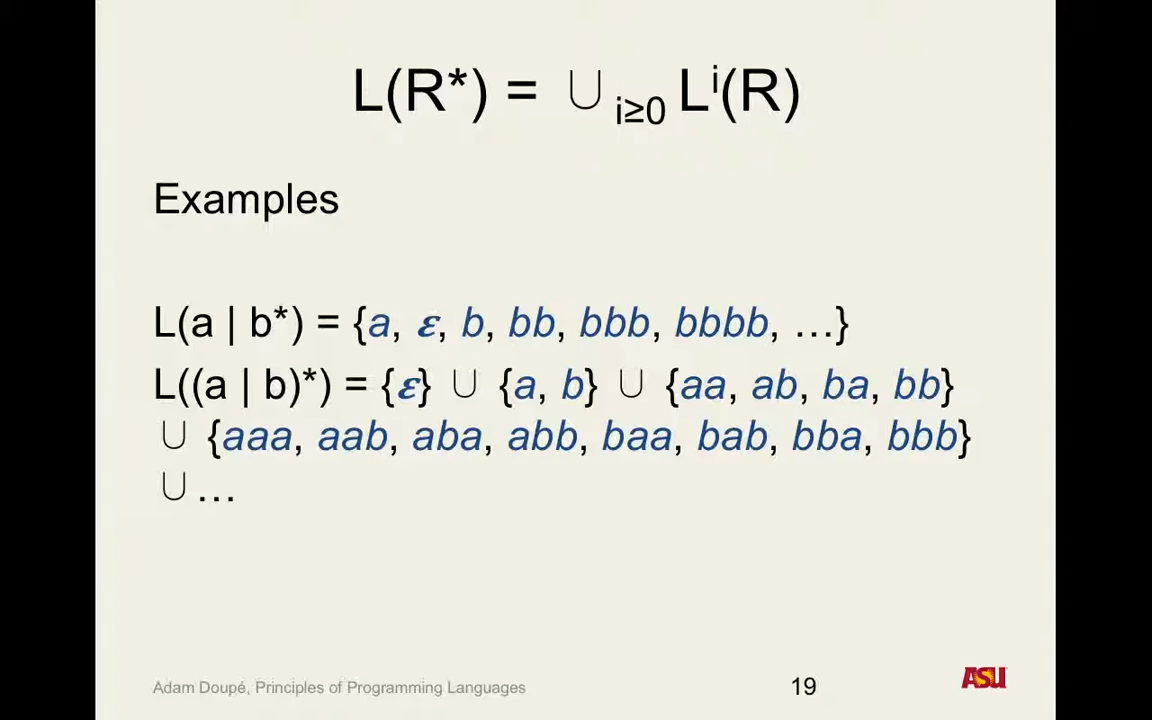 L(R*) = ∪ i≥0 Lⁱ(R)
Examples
L(a | b*) = {a, ε, b, bb, bbb, bbbb, …}
L((a | b)*) = {ε} ∪ {a, b} ∪ {aa, ab, ba, bb}
∪ {aaa, aab, aba, abb, baa, bab, bba, bbb}
∪ …
Adam Doupé, Principles of Programming Languages 19 ASU